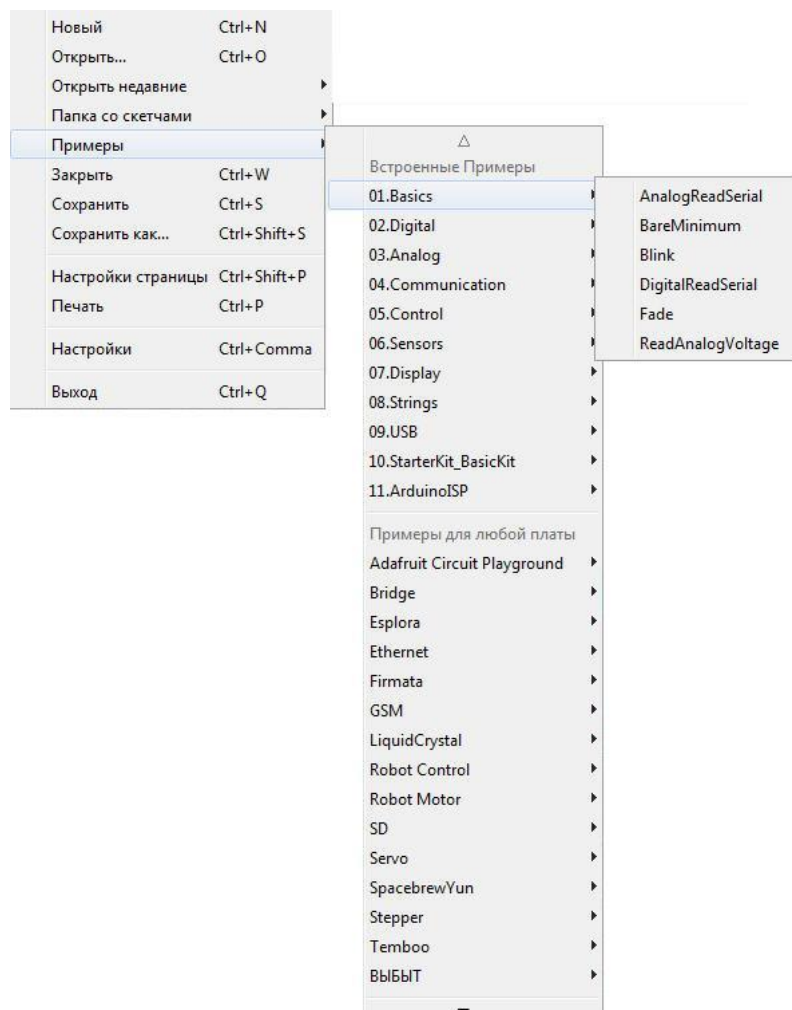 Новый Ctrl+N
Открыть... Ctrl+O
Открыть недавние
Папка со скетчами
Примеры
Закрыть Ctrl+W
Сохранить Ctrl+S
Сохранить как... Ctrl+Shift+S
Настройки страницы Ctrl+Shift+P
Печать Ctrl+P
Настройки Ctrl+Comma
Выход Ctrl+Q
Встроенные Примеры
01.Basics
02.Digital
03.Analog
04.Communication
05.Control
06.Sensors
07.Display
08.Strings
09.USB
10.StarterKit_BasicKit
11.ArduinoISP
Примеры для любой платы
Adafruit Circuit Playground
Bridge
Esplora
Ethernet
Firmata
GSM
LiquidCrystal
Robot Control
Robot Motor
SD
Servo
SpacebrewYun
Stepper
Temboo
ВЫБЫТ
AnalogReadSerial
BareMinimum
Blink
DigitalReadSerial
Fade
ReadAnalogVoltage